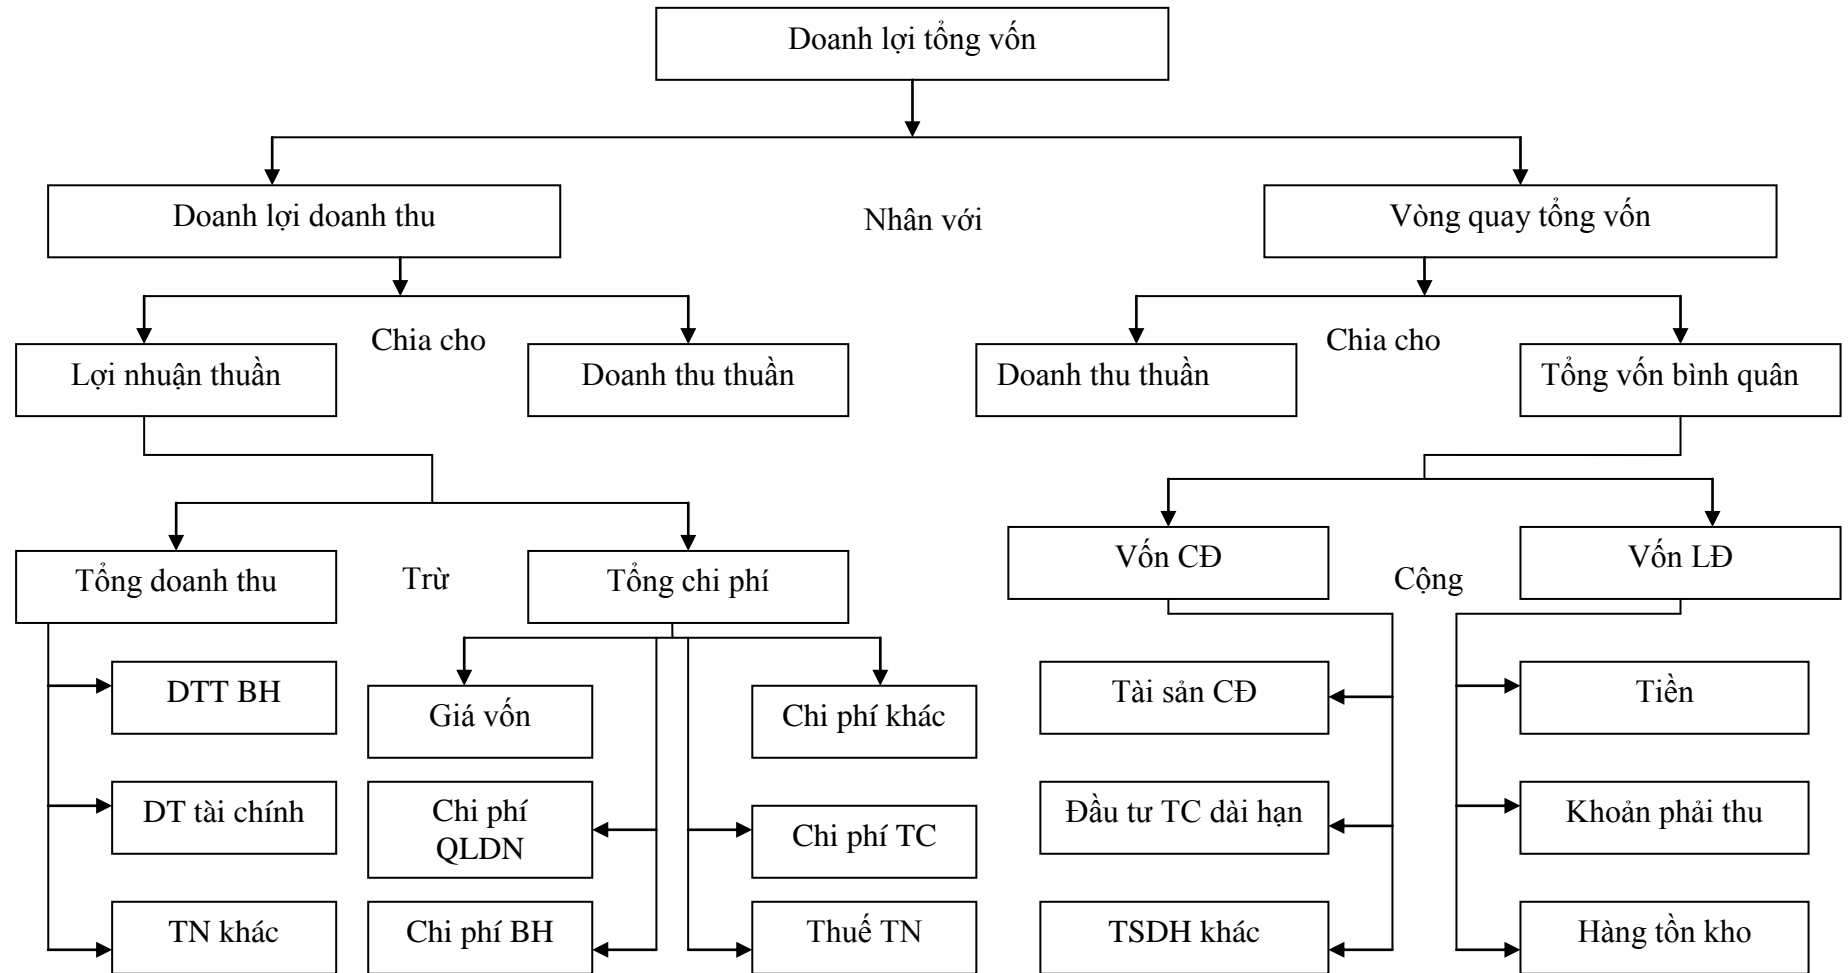 Doanh lợi tổng vốn
Doanh lợi doanh thu
Nhân với
Vòng quay tổng vốn
Lợi nhuận thuần
Chia cho
Doanh thu thuần
Doanh thu thuần
Chia cho
Tổng vốn bình quân
Tổng doanh thu
Trừ
Tổng chi phí
Vốn CĐ
Cộng
Vốn LĐ
DTT BH
Giá vốn
Chi phí khác
Tài sản CĐ
Tiền
DT tài chính
Chi phí
QLDN
Chi phí TC
Đầu tư TC dài hạn
Khoản phải thu
TN khác
Chi phí BH
Thuế TN
TSDH khác
Hàng tồn kho